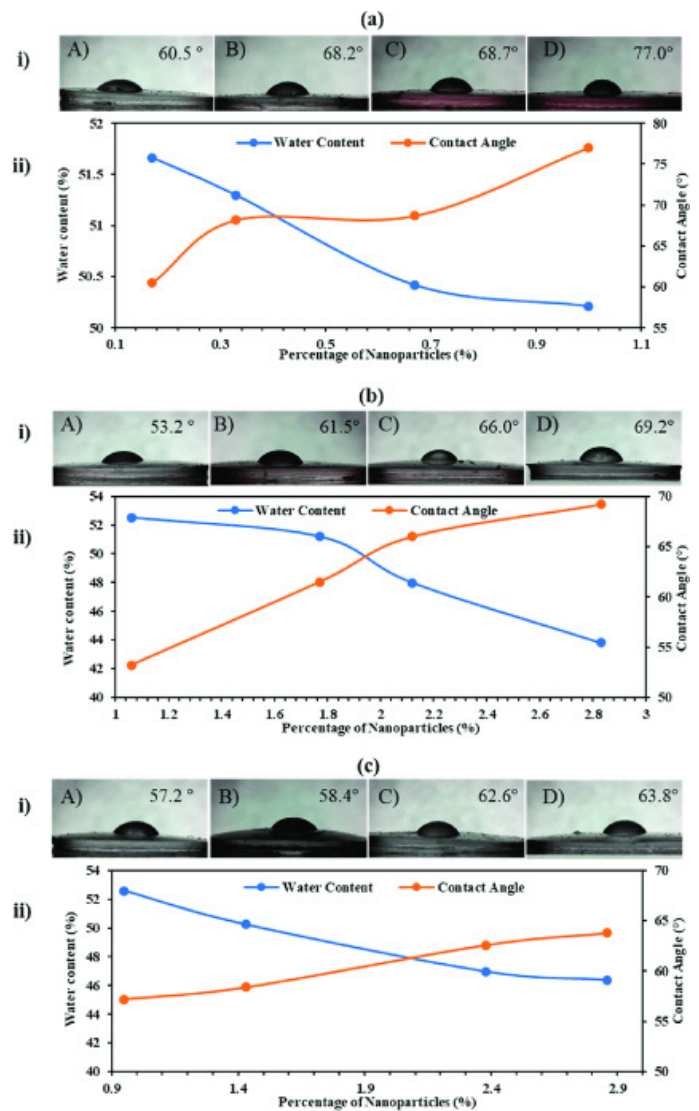 (a)
i)
A) 60.5 °
B) 68.2°
C) 68.7°
D) 77.0°
ii)
Water Content
Contact Angle
Water content (%)
52
51.5
51
50.5
50
Contact Angle (°)
80
75
70
65
60
55
0.1 0.3 0.5 0.7 0.9 1.1
Percentage of Nanoparticles (%)
(b)
i)
A) 53.2 °
B) 61.5°
C) 66.0°
D) 69.2°
ii)
Water Content
Contact Angle
Water content (%)
54
52
50
48
46
44
42
40
Contact Angle (°)
70
65
60
55
50
1 1.2 1.4 1.6 1.8 2 2.2 2.4 2.6 2.8 3
Percentage of Nanoparticles (%)
(c)
i)
A) 57.2°
B) 58.4°
C) 62.6°
D) 63.8°
ii)
Water Content
Contact Angle
Water content (%)
54
52
50
48
46
44
42
40
Contact Angle (°)
70
65
60
55
50
0.9 1.4 1.9 2.4 2.9
Percentage of Nanoparticles (%)